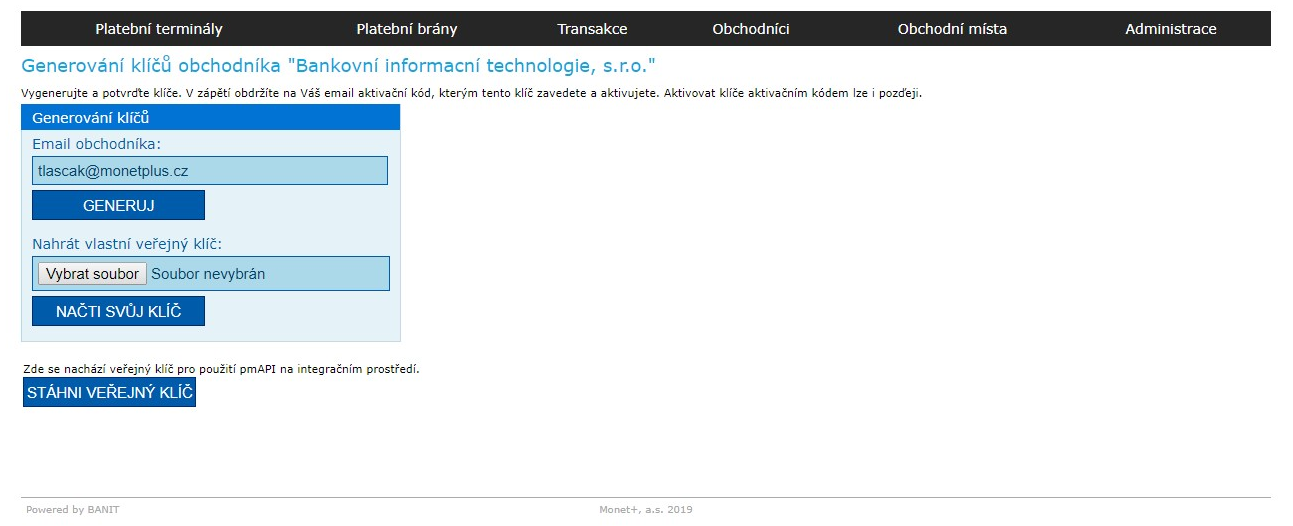 Platební terminály Platební brány Transakce Obchodníci Obchodní místa Administrace
Generování klíčů obchodníka "Bankovní informacní technologie, s.r.o."
Vygenerujte a potvrďte klíče. V zápětí obdržíte na Váš email aktivační kód, kterým tento klíč zavedete a aktivujete. Aktivovat klíče aktivačním kódem lze i pozďeji.
Generování klíčů
Email obchodníka:
tlascak@monetplus.cz
GENERUJ
Nahrát vlastní veřejný klíč:
Vybrat soubor Soubor nevybrán
NAČTI SVŮJ KLÍČ
Zde se nachází veřejný klíč pro použití pmAPI na integračním prostředí.
STÁHNI VEŘEJNÝ KLÍČ
Powered by BANIT Monet+, a.s. 2019